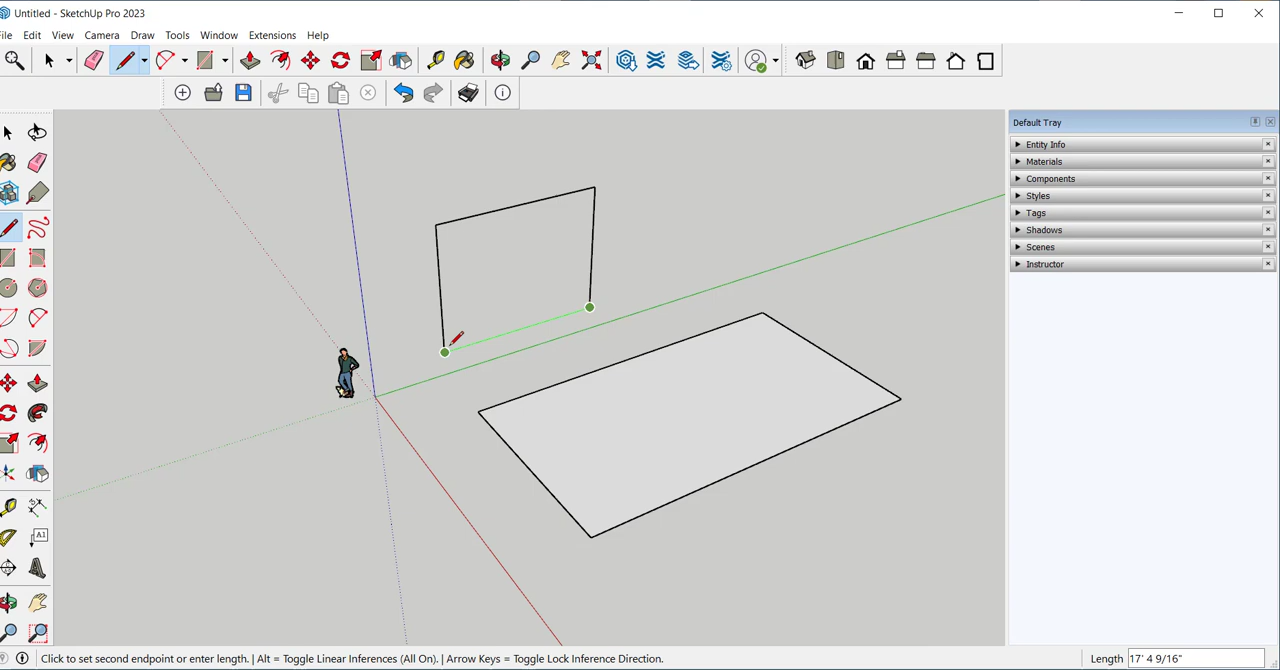 Untitled - SketchUp Pro 2023
File Edit View Camera Draw Tools Window Extensions Help
Default Tray
Entity Info
Materials
Components
Styles
Tags
Shadows
Scenes
Instructor
A1
Click to set second endpoint or enter length. | Alt = Toggle Linear Inferences (All On). | Arrow Keys = Toggle Lock Inference Direction.
Length 17' 4 9/16"